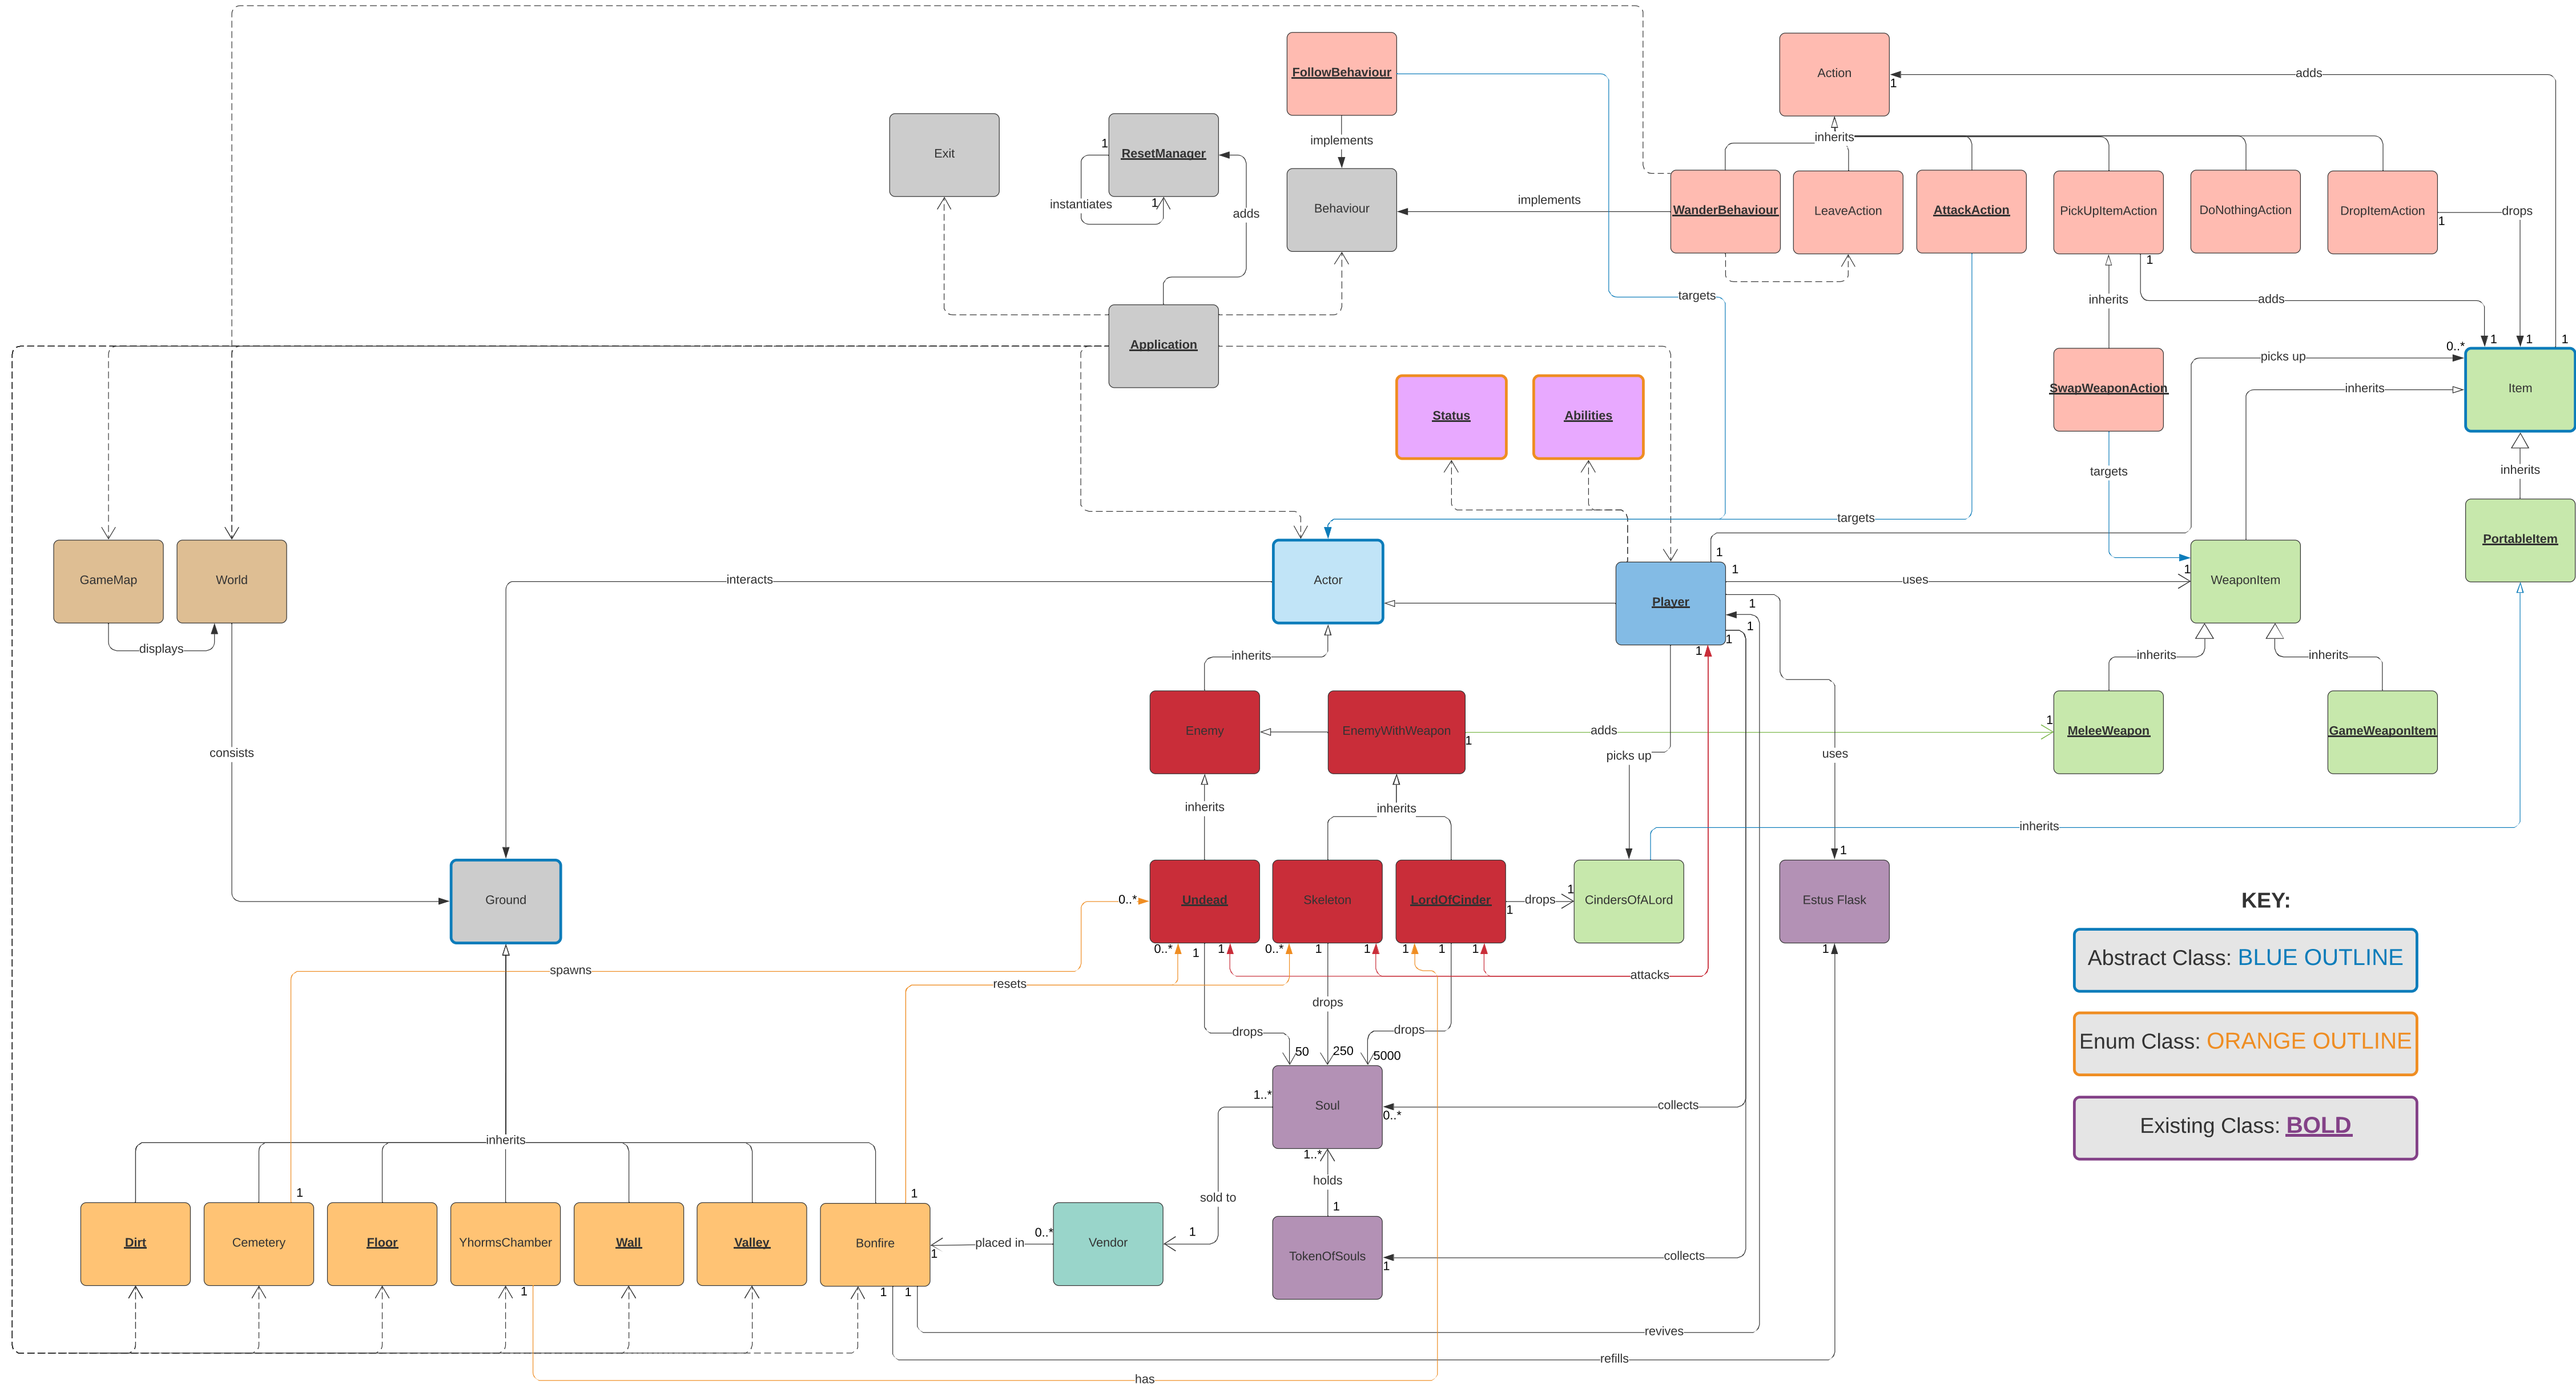 FollowBehaviour
Action
adds
1
implements
inherits
Exit
1
ResetManager
instantiates
1
adds
Behaviour
implements
WanderBehaviour
LeaveAction
AttackAction
PickUpItemAction
DoNothingAction
DropItemAction
1
drops
1
targets
inherits
adds
Application
0..*
1
1
1
picks up
Status
Abilities
SwapWeaponAction
inherits
Item
targets
inherits
targets
PortableItem
GameMap
World
interacts
Actor
1
1
Player
uses
1
WeaponItem
1
1
1
1
displays
inherits
inherits
inherits
consists
Enemy
EnemyWithWeapon
1
adds
1
MeleeWeapon
GameWeaponItem
picks up
uses
inherits
inherits
inherits
Ground
0..*
Undead
Skeleton
LordOfCinder
1
drops
1
CindersOfALord
1
Estus Flask
KEY:
0..*
1
1
0..*
1
1
1
1
1
1
Abstract Class: BLUE OUTLINE
spawns
resets
attacks
drops
drops
drops
50
250
5000
Enum Class: ORANGE OUTLINE
1..*
Soul
0..*
collects
Existing Class: BOLD
inherits
1..*
holds
1
sold to
1
1
1
Dirt
Cemetery
Floor
YhormsChamber
Wall
Valley
Bonfire
1
placed in
0..*
Vendor
TokenOfSouls
1
collects
1
1
1
revives
refills
has